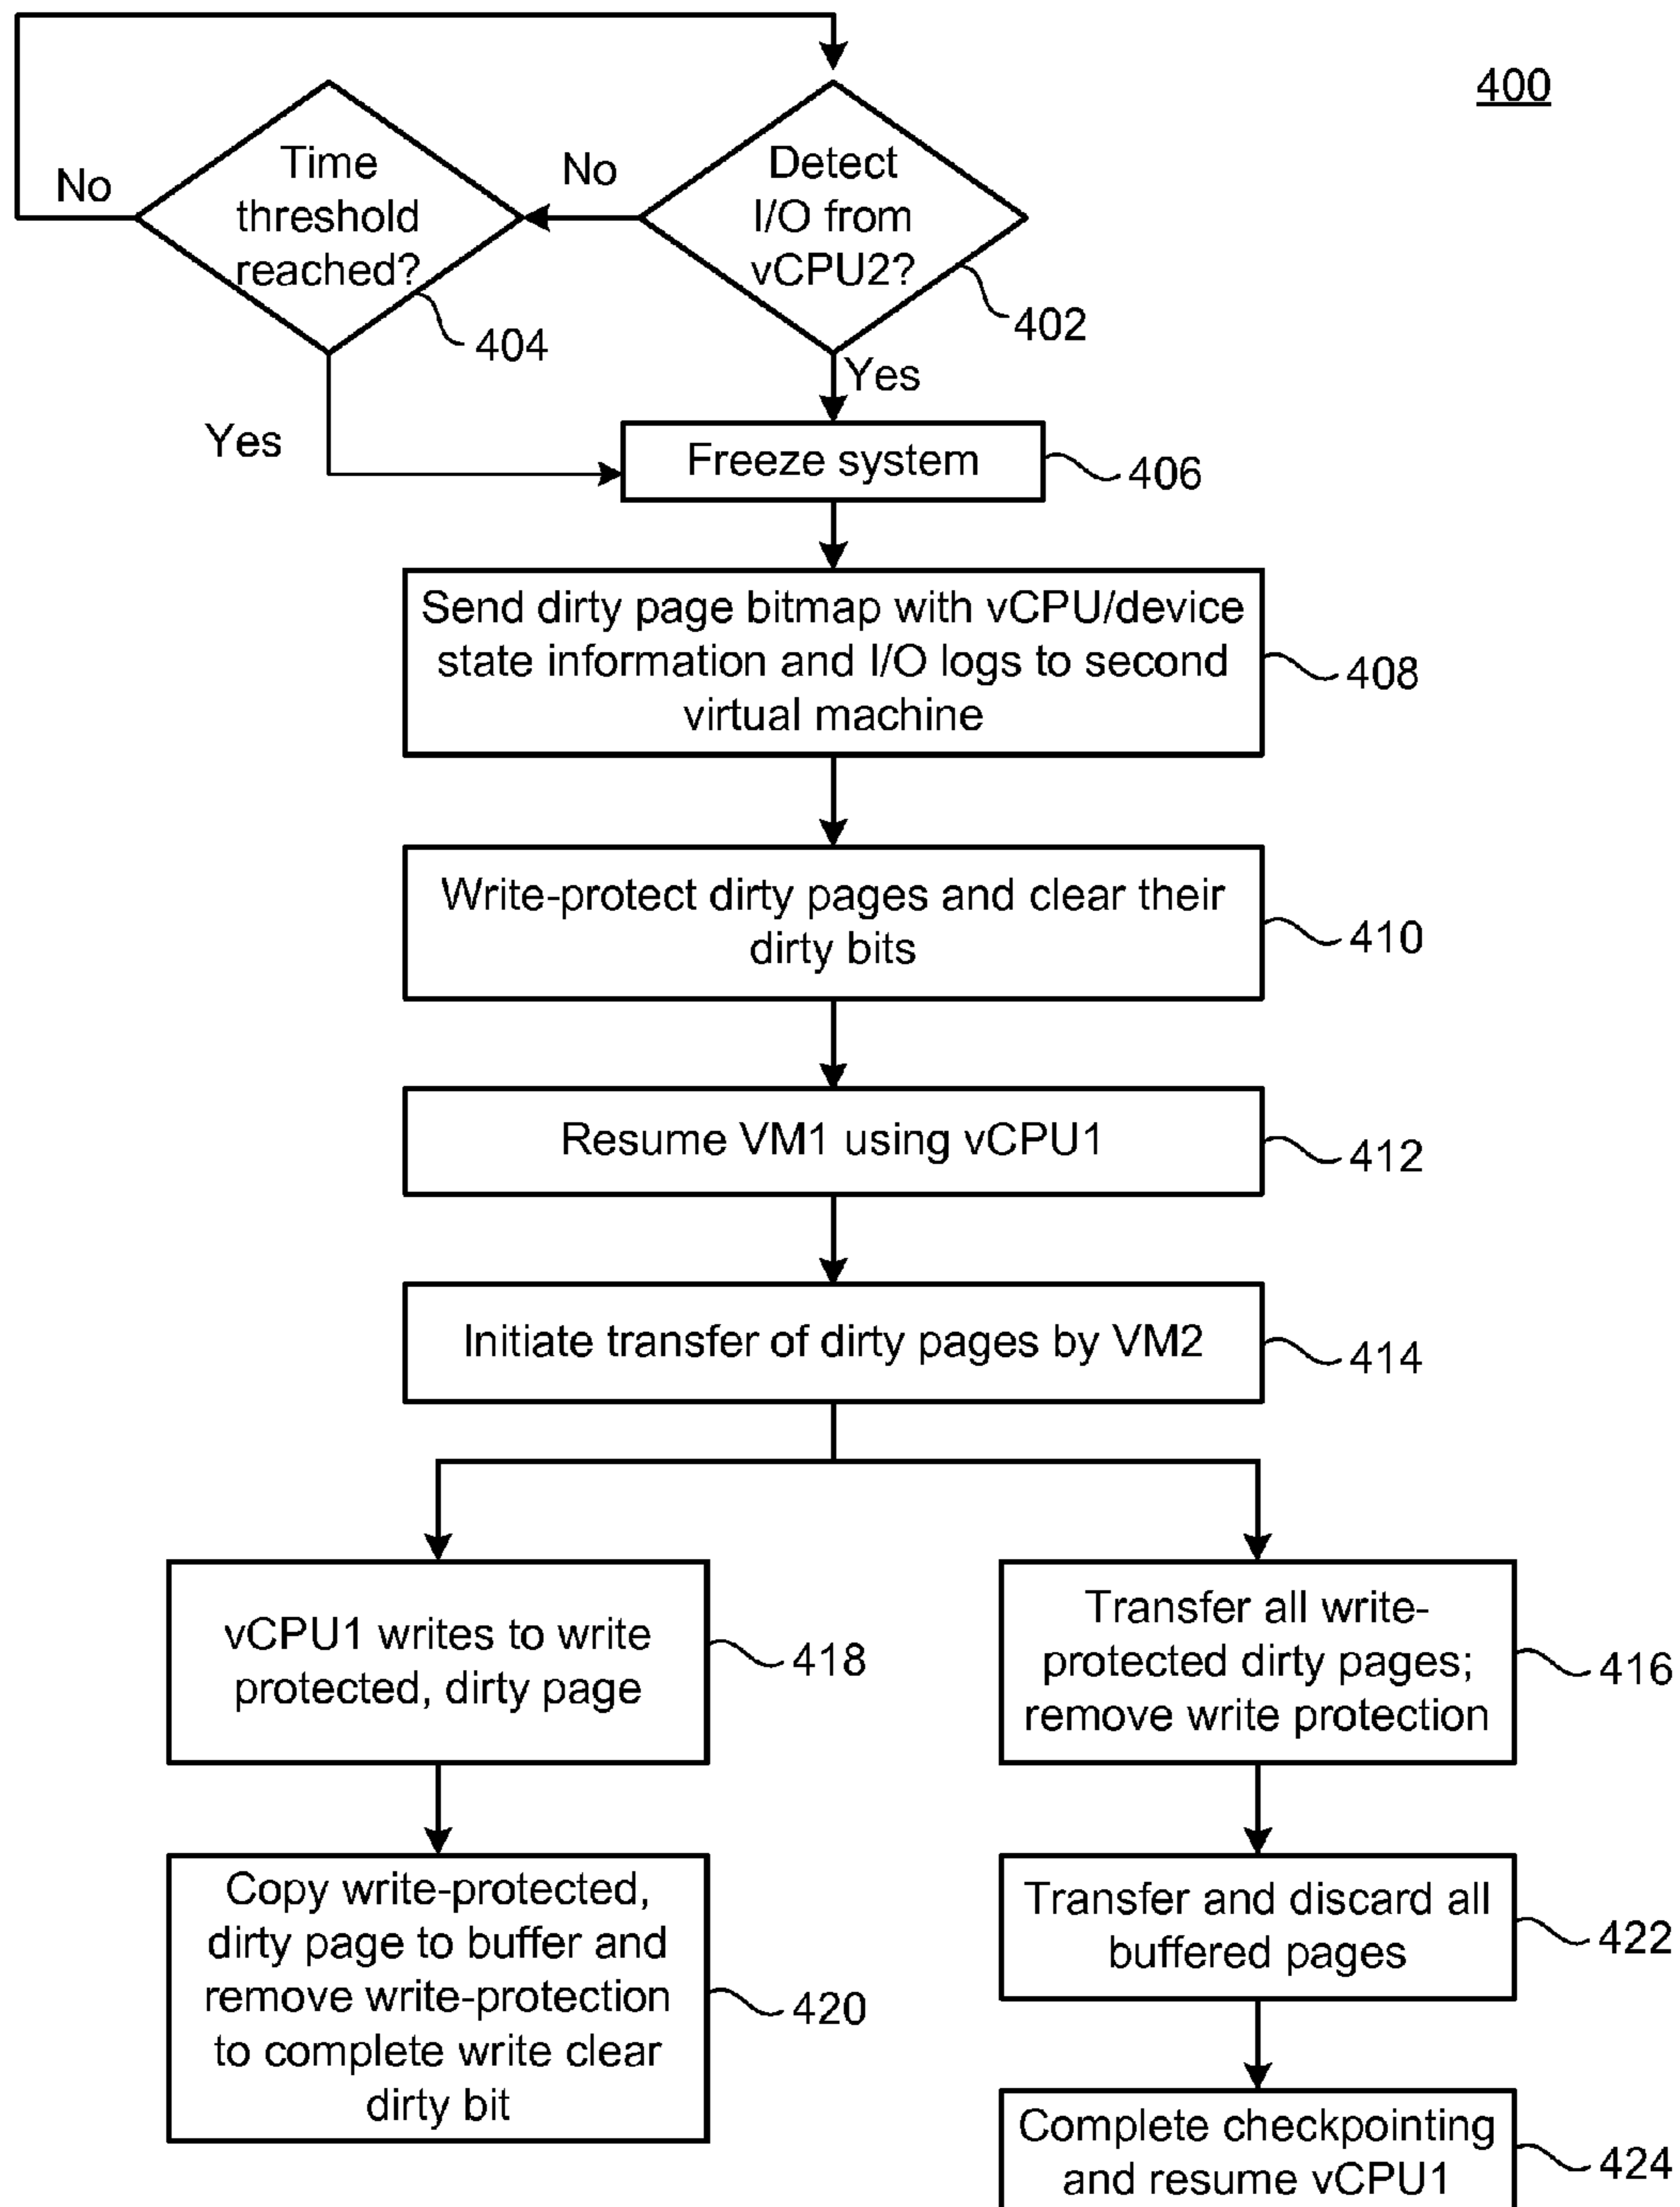 400
Time
threshold
reached?
No
404
No
Detect
I/O from
vCPU2?
402
Yes
Yes
Freeze system
406
Send dirty page bitmap with vCPU/device
state information and I/O logs to second
virtual machine
408
Write-protect dirty pages and clear their
dirty bits
410
Resume VM1 using vCPU1
412
Initiate transfer of dirty pages by VM2
414
vCPU1 writes to write
protected, dirty page
418
Transfer all write-
protected dirty pages;
remove write protection
416
Copy write-protected,
dirty page to buffer and
remove write-protection
to complete write clear
dirty bit
420
Transfer and discard all
buffered pages
422
Complete checkpointing
and resume vCPU1
424